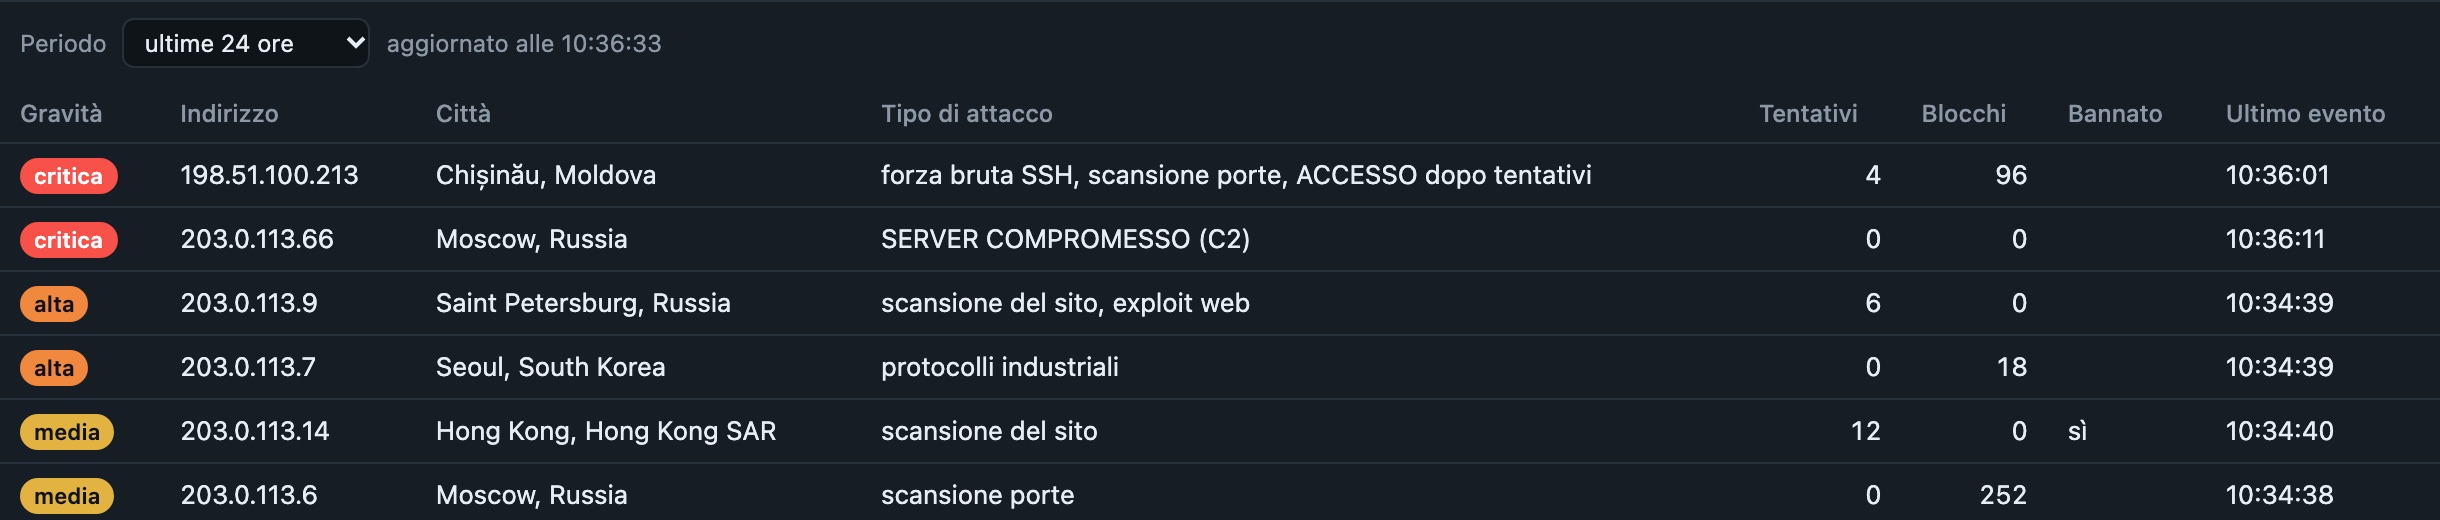 Periodo ultime 24 ore aggiornato alle 10:36:33
Gravità Indirizzo Città Tipo di attacco Tentativi Blocchi Bannato Ultimo evento
critica 198.51.100.213 Chișinău, Moldova forza bruta SSH, scansione porte, ACCESSO dopo tentativi 4 96 10:36:01
critica 203.0.113.66 Moscow, Russia SERVER COMPROMESSO (C2) 0 0 10:36:11
alta 203.0.113.9 Saint Petersburg, Russia scansione del sito, exploit web 6 0 10:34:39
alta 203.0.113.7 Seoul, South Korea protocolli industriali 0 18 10:34:39
media 203.0.113.14 Hong Kong, Hong Kong SAR scansione del sito 12 0 sì 10:34:40
media 203.0.113.6 Moscow, Russia scansione porte 0 252 10:34:38